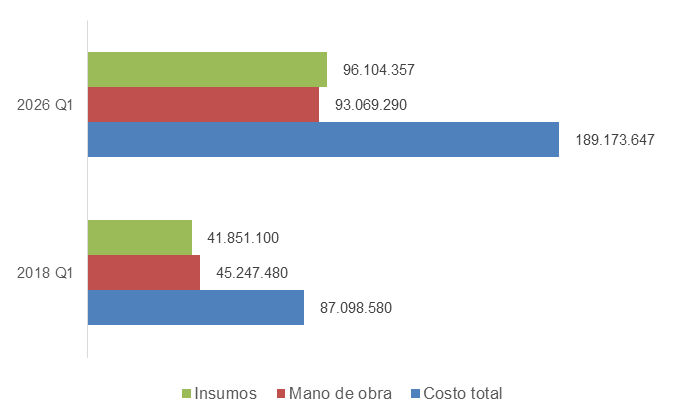 96.104.357
2026 Q1
93.069.290
189.173.647
41.851.100
2018 Q1
45.247.480
87.098.580
Insumos
Mano de obra
Costo total